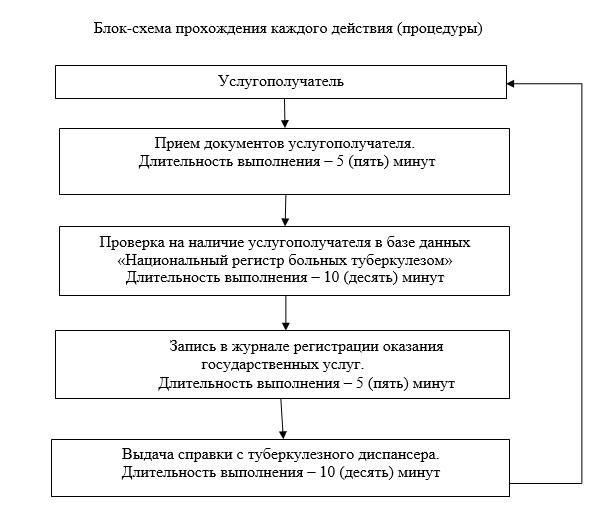 Блок-схема прохождения каждого действия (процедуры)
Услугополучатель
Прием документов услугополучателя.
Длительность выполнения – 5 (пять) минут
Проверка на наличие услугополучателя в базе данных
«Национальный регистр больных туберкулезом»
Длительность выполнения – 10 (десять) минут
Запись в журнале регистрации оказания
государственных услуг.
Длительность выполнения – 5 (пять) минут
Выдача справки с туберкулезного диспансера.
Длительность выполнения – 10 (десять) минут